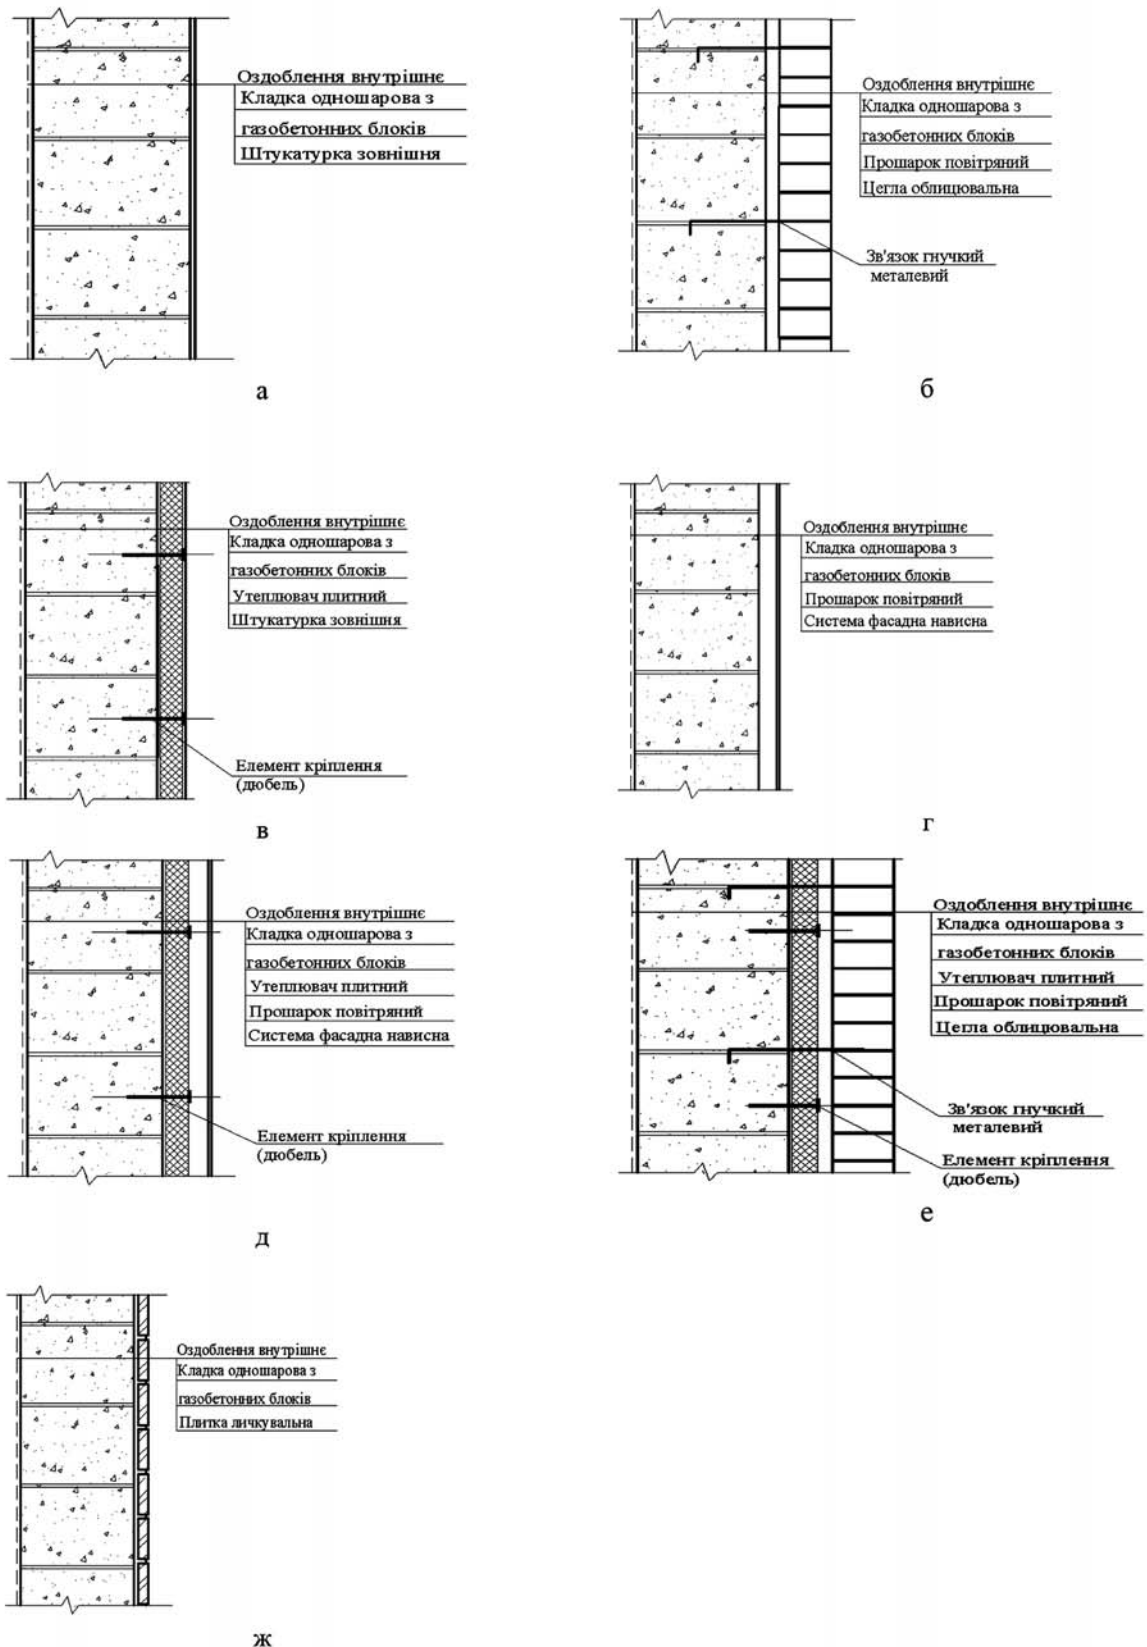 Оздоблення внутрішнє
Кладка одношарова з
газобетонних блоків
Штукатурка зовнішня
а
Оздоблення внутрішнє
Кладка одношарова з
газобетонних блоків
Прошарок повітряний
Цегла облицювальна
Зв'язок гнучкий
металевий
б
Оздоблення внутрішнє
Кладка одношарова з
газобетонних блоків
Утеплювач плитний
Штукатурка зовнішня
Елемент кріплення
(дюбель)
в
Оздоблення внутрішнє
Кладка одношарова з
газобетонних блоків
Прошарок повітряний
Система фасадна нависна
г
Оздоблення внутрішнє
Кладка одношарова з
газобетонних блоків
Утеплювач плитний
Прошарок повітряний
Система фасадна нависна
Елемент кріплення
(дюбель)
д
Оздоблення внутрішнє
Кладка одношарова з
газобетонних блоків
Утеплювач плитний
Прошарок повітряний
Цегла облицювальна
Зв'язок гнучкий
металевий
Елемент кріплення
(дюбель)
е
Оздоблення внутрішнє
Кладка одношарова з
газобетонних блоків
Плитка личкувальна
ж